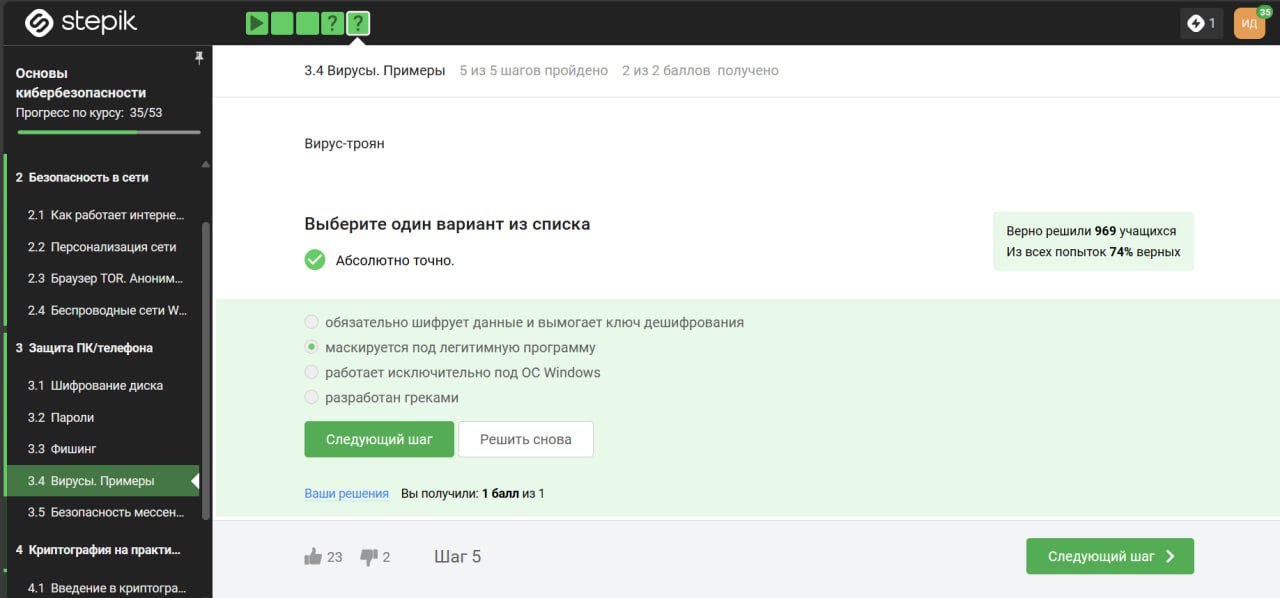 stepik
? ?
1
ИД
35
Основы
кибербезопасности
Прогресс по курсу: 35/53
2 Безопасность в сети
2.1 Как работает интерне...
2.2 Персонализация сети
2.3 Браузер TOR. Аноним...
2.4 Беспроводные сети W...
3 Защита ПК/телефона
3.1 Шифрование диска
3.2 Пароли
3.3 Фишинг
3.4 Вирусы. Примеры
3.5 Безопасность мессен...
4 Криптография на практи...
4.1 Введение в криптогра...
3.4 Вирусы. Примеры 5 из 5 шагов пройдено 2 из 2 баллов получено
Вирус-троян
Выберите один вариант из списка
Абсолютно точно.
Верно решили 969 учащихся
Из всех попыток 74% верных
обязательно шифрует данные и вымогает ключ дешифрования
маскируется под легитимную программу
работает исключительно под ОС Windows
разработан греками
Следующий шаг Решить снова
Ваши решения Вы получили: 1 балл из 1
23 2 Шаг 5
Следующий шаг